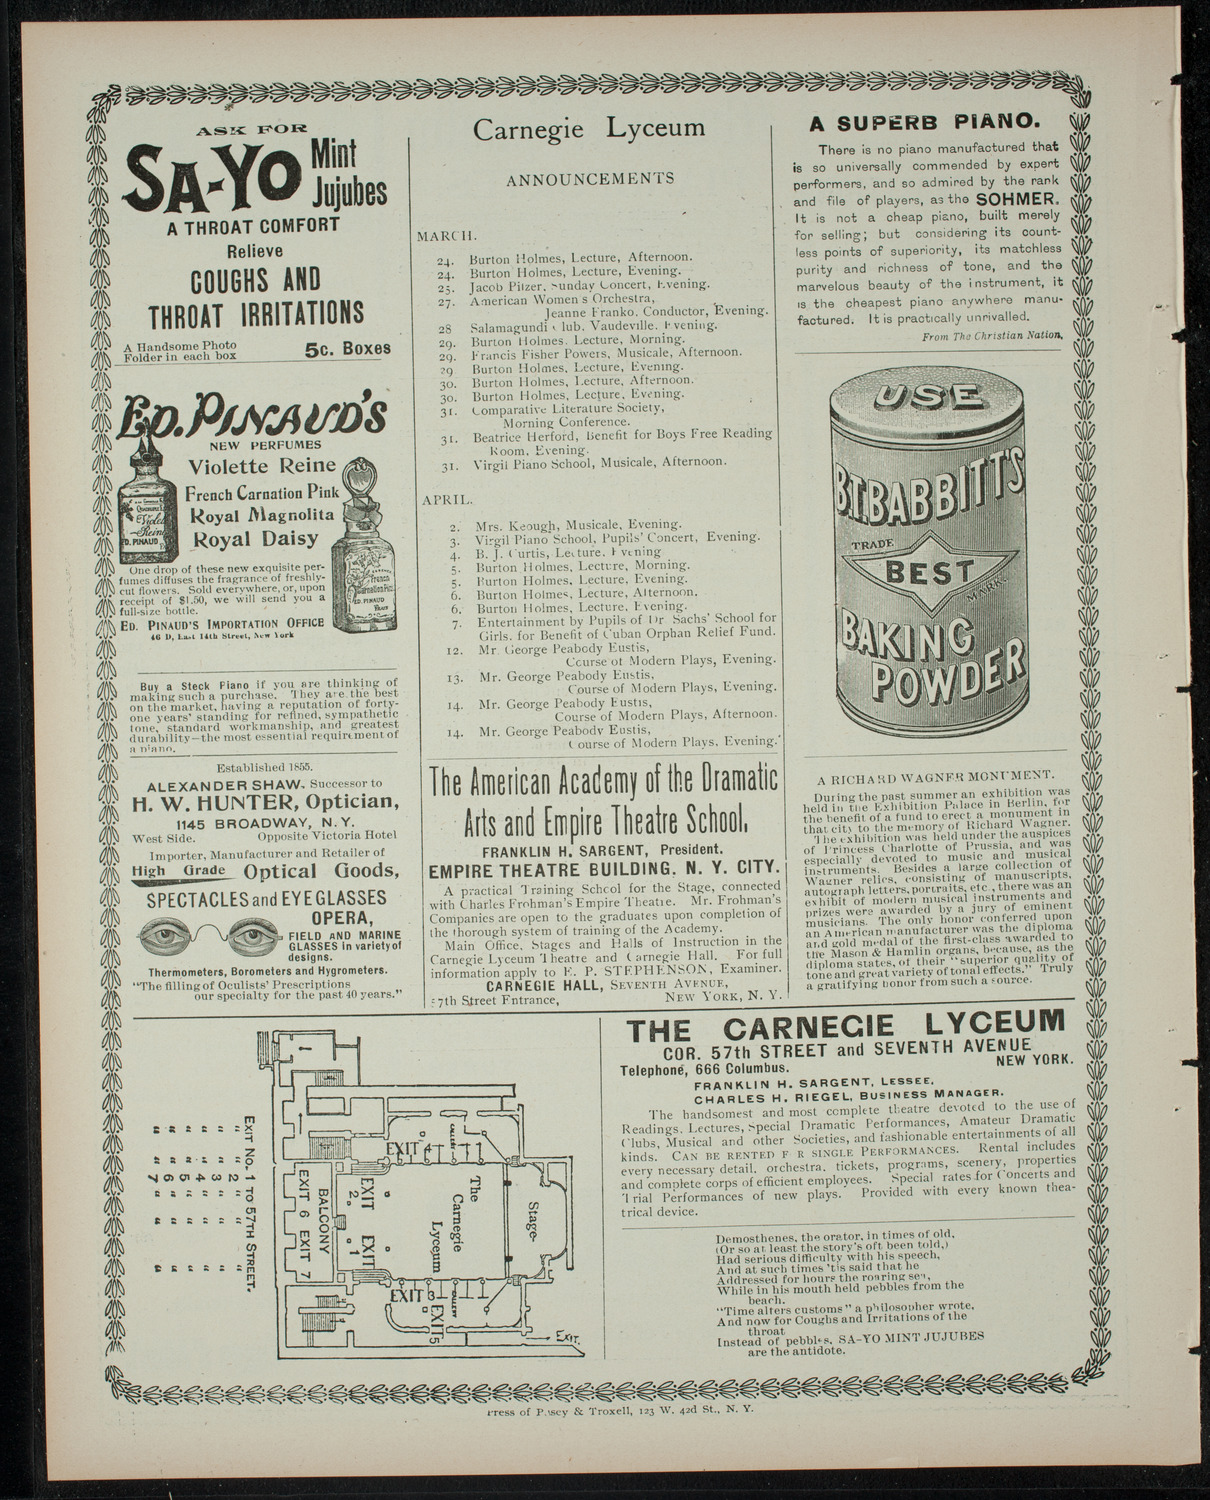 ASK FOR
SA-YO Mint
Jujubes
A THROAT COMFORT
Relieve
COUGHS AND
THROAT IRRITATIONS
A Handsome Photo
Folder in each box 5c. Boxes
ED. PINAUD'S
NEW PERFUMES
Violette Reine
French Carnation Pink
Royal Magnolita
Royal Daisy
One drop of these new exquisite per-
fumes diffuses the fragrance of freshly-
cut flowers. Sold everywhere, or, upon
receipt of $1.50, we will send you a
full-size bottle.
ED. PINAUD'S IMPORTATION OFFICE
46 D, East 14th Street, New York
Buy a Steck Piano if you are thinking of
making such a purchase. They are the best
on the market, having a reputation of forty-
one years' standing for refined, sympathetic
tone, standard workmanship, and greatest
durability—the most essential requirement of
a piano.
Established 1855.
ALEXANDER SHAW, Successor to
H. W. HUNTER, Optician,
1145 BROADWAY, N.Y.
West Side. Opposite Victoria Hotel
Importer, Manufacturer and Retailer of
High Grade Optical Goods,
SPECTACLES and EYEGLASSES
OPERA,
FIELD AND MARINE
GLASSES in variety of
designs.
Thermometers, Borometers and Hygrometers.
"The filling of Oculists' Prescriptions
our specialty for the past 40 years."
Carnegie Lyceum
ANNOUNCEMENTS
MARCH.
24. Burton Holmes, Lecture, Afternoon.
24. Burton Holmes, Lecture, Evening.
25. Jacob Pitzer, Sunday Concert, Evening.
27. American Women's Orchestra,
Jeanne Franko, Conductor, Evening.
28 Salamagundi Club, Vaudeville, Evening.
29. Burton Holmes, Lecture, Morning.
29. Francis Fisher Powers, Musicale, Afternoon.
29 Burton Holmes, Lecture, Evening.
30. Burton Holmes, Lecture, Afternoon.
30. Burton Holmes, Lecture, Evening.
31. Comparative Literature Society,
Morning Conference.
31. Beatrice Herford, Benefit for Boys Free Reading
Room, Evening.
31. Virgil Piano School, Musicale, Afternoon.
APRIL.
2. Mrs. Keough, Musicale, Evening.
3. Virgil Piano School, Pupils' Concert, Evening.
4. B. J. Curtis, Lecture, Evening
5. Burton Holmes, Lecture, Morning.
5. Burton Holmes, Lecture, Evening.
6. Burton Holmes, Lecture, Afternoon.
6. Burton Holmes, Lecture, Evening.
7. Entertainment by Pupils of Dr Sachs' School for
Girls, for Benefit of Cuban Orphan Relief Fund.
12. Mr. George Peabody Eustis,
Course of Modern Plays, Evening.
13. Mr. George Peabody Eustis,
Course of Modern Plays, Evening.
14. Mr. George Peabody Eustis,
Course of Modern Plays, Afternoon.
14. Mr. George Peabody Eustis,
Course of Modern Plays, Evening.
The American Academy of the Dramatic
Arts and Empire Theatre School.
FRANKLIN H. SARGENT, President.
EMPIRE THEATRE BUILDING, N. Y. CITY.
A practical Training School for the Stage, connected
with Charles Frohman's Empire Theatre. Mr. Frohman's
Companies are open to the graduates upon completion of
the thorough system of training of the Academy.
Main Office, Stages and Halls of Instruction in the
Carnegie Lyceum Theatre and Carnegie Hall. For full
information apply to E. P. STEPHENSON, Examiner.
CARNEGIE HALL, SEVENTH AVENUE,
57th Street Entrance, NEW YORK, N. Y.
A SUPERB PIANO.
There is no piano manufactured that
is so universally commended by expert
performers, and so admired by the rank
and file of players, as the SOHMER.
It is not a cheap piano, built merely
for selling; but considering its count-
less points of superiority, its matchless
purity and richness of tone, and the
marvelous beauty of the instrument, it
is the cheapest piano anywhere manu-
factured. It is practically unrivalled.
From The Christian Nation.
USE
B.T. BABBITT'S
TRADE
BEST
MARK
BAKING
POWDER
A RICHARD WAGNER MONUMENT.
During the past summer an exhibition was
held in the Exhibition Palace in Berlin, for
the benefit of a fund to erect a monument in
that city to the memory of Richard Wagner.
The exhibition was held under the auspices
of Princess Charlotte of Prussia, and was
especially devoted to music and musical
instruments. Besides a large collection of
Wagner relics, consisting of manuscripts,
autograph letters, portraits, etc., there was an
exhibit of modern musical instruments and
prizes were awarded by a jury of eminent
musicians. The only honor conferred upon
an American manufacturer was the diploma
and gold medal of the first-class awarded to
the Mason & Hamlin organs, because, as the
diploma states, of their "superior quality of
tone and great variety of tonal effects." Truly
a gratifying honor from such a source.
EXIT No. 1 TO 57TH STREET.
" " 2 " "
" " 3 " "
" " 4 " "
" " 5 " "
" " 6 " "
" " 7 " "
EXIT 4
GALLERY
EXIT 6 EXIT 7
BALCONY
EXIT 2
EXIT 1
The
Carnegie
Lyceum
Stage
EXIT 3
GALLERY
EXIT 5
EXIT.
THE CARNEGIE LYCEUM
COR. 57th STREET and SEVENTH AVENUE
Telephone, 666 Columbus. NEW YORK.
FRANKLIN H. SARGENT, LESSEE,
CHARLES H. RIEGEL, BUSINESS MANAGER.
The handsomest and most complete theatre devoted to the use of
Readings, Lectures, Special Dramatic Performances, Amateur Dramatic
Clubs, Musical and other Societies, and fashionable entertainments of all
kinds. CAN BE RENTED F R SINGLE PERFORMANCES. Rental includes
every necessary detail, orchestra, tickets, programs, scenery, properties
and complete corps of efficient employees. Special rates for Concerts and
Trial Performances of new plays. Provided with every known thea-
trical device.
Demosthenes, the orator, in times of old,
(Or so at least the story's oft been told,)
Had serious difficulty with his speech,
And at such times 'tis said that he
Addressed for hours the roaring sea,
While in his mouth held pebbles from the
beach.
"Time alters customs" a philosopher wrote,
And now for Coughs and Irritations of the
throat
Instead of pebbles, SA-YO MINT JUJUBES
are the antidote.
Press of & Troxell, 123 W. 42d St., N. Y.